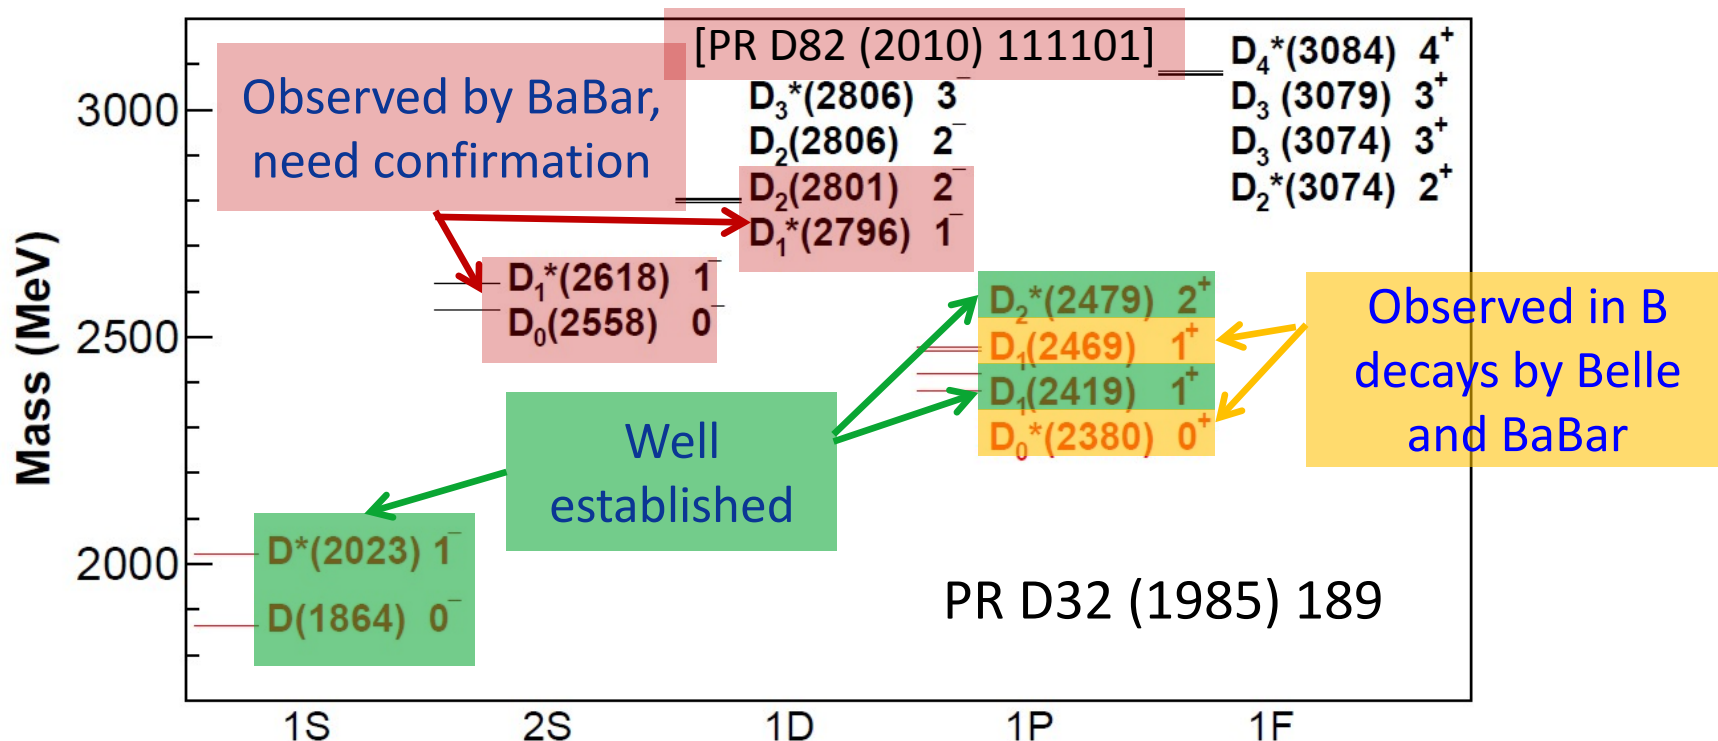 [PR D82 (2010) 111101]
Observed by BaBar,
need confirmation
D₃*(2806) 3⁻
D₂(2806) 2⁻
D₂(2801) 2⁻
D₁*(2796) 1⁻
D₄*(3084) 4⁺
D₃ (3079) 3⁺
D₃ (3074) 3⁺
D₂*(3074) 2⁺
D₁*(2618) 1⁻
D₀(2558) 0⁻
D₂*(2479) 2⁺
D₁(2469) 1⁺
D₁(2419) 1⁺
D₀*(2380) 0⁺
Observed in B
decays by Belle
and BaBar
Well
established
D*(2023) 1⁻
D(1864) 0⁻
PR D32 (1985) 189
Mass (MeV)
3000
2500
2000
1S 2S 1D 1P 1F